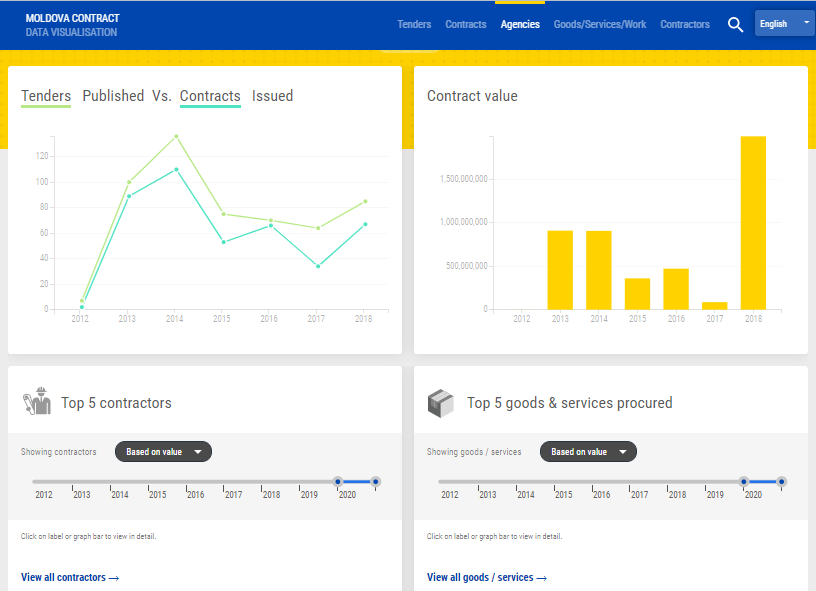 MOLDOVA CONTRACT
DATA VISUALISATION
Tenders Contracts Agencies Goods/Services/Work Contractors English
Tenders Published Vs. Contracts Issued
120
100
80
60
40
20
0
2012 2013 2014 2015 2016 2017 2018
Contract value
1,500,000,000
1,000,000,000
500,000,000
0
2012 2013 2014 2015 2016 2017 2018
Top 5 contractors
Showing contractors Based on value
2012 2013 2014 2015 2016 2017 2018 2019 2020
Click on label or graph bar to view in detail.
View all contractors →
Top 5 goods & services procured
Showing goods / services Based on value
2012 2013 2014 2015 2016 2017 2018 2019 2020
Click on label or graph bar to view in detail.
View all goods / services →